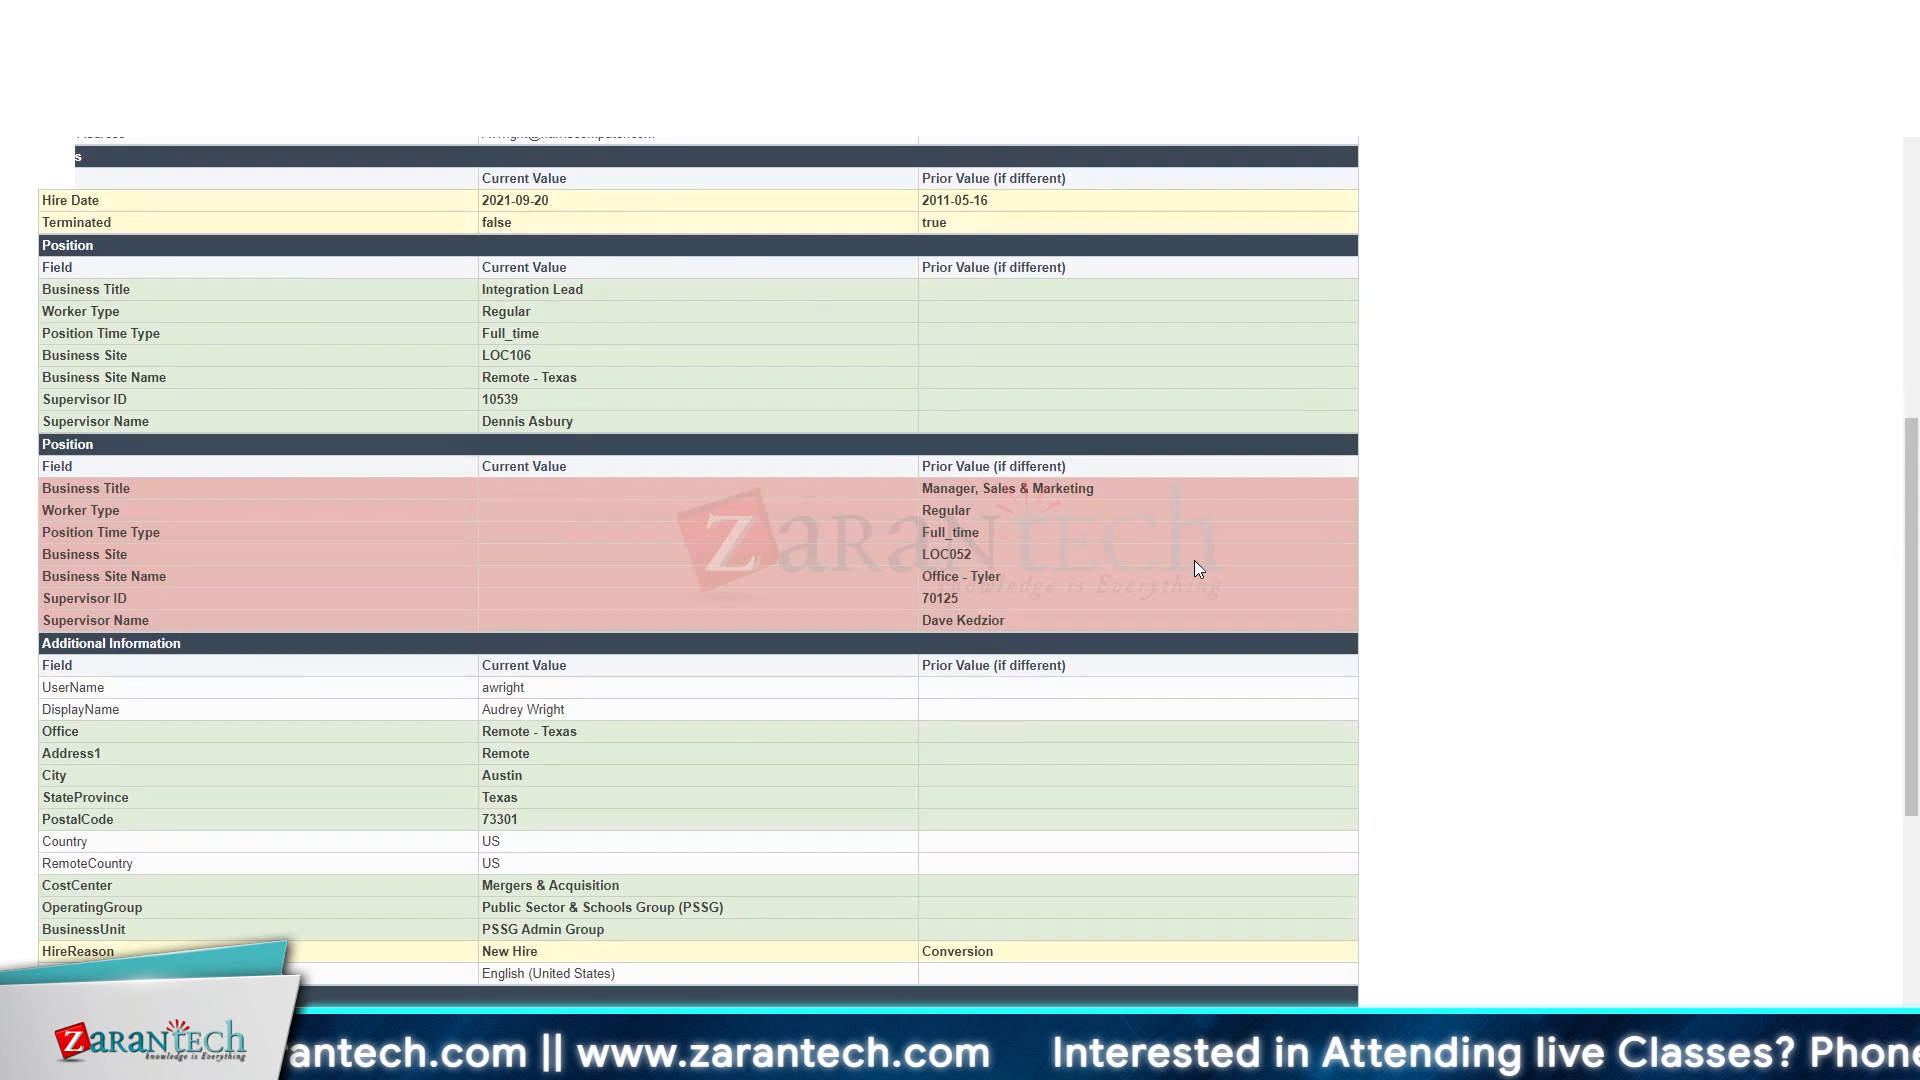 s
Current Value Prior Value (if different)
Hire Date 2021-09-20 2011-05-16
Terminated false true
Position
Field Current Value Prior Value (if different)
Business Title Integration Lead
Worker Type Regular
Position Time Type Full_time
Business Site LOC106
Business Site Name Remote - Texas
Supervisor ID 10539
Supervisor Name Dennis Asbury
Position
Field Current Value Prior Value (if different)
Business Title Manager, Sales & Marketing
Worker Type Regular
Position Time Type Full_time
Business Site LOC052
Business Site Name Office - Tyler
Supervisor ID 70125
Supervisor Name Dave Kedzior
Additional Information
Field Current Value Prior Value (if different)
UserName awright
DisplayName Audrey Wright
Office Remote - Texas
Address1 Remote
City Austin
StateProvince Texas
PostalCode 73301
Country US
RemoteCountry US
CostCenter Mergers & Acquisition
OperatingGroup Public Sector & Schools Group (PSSG)
BusinessUnit PSSG Admin Group
HireReason New Hire Conversion
English (United States)
ZaranTech
Knowledge is Everything
ZaranTech
knowledge is Everything
antech.com || www.zarantech.com Interested in Attending live Classes? Phone